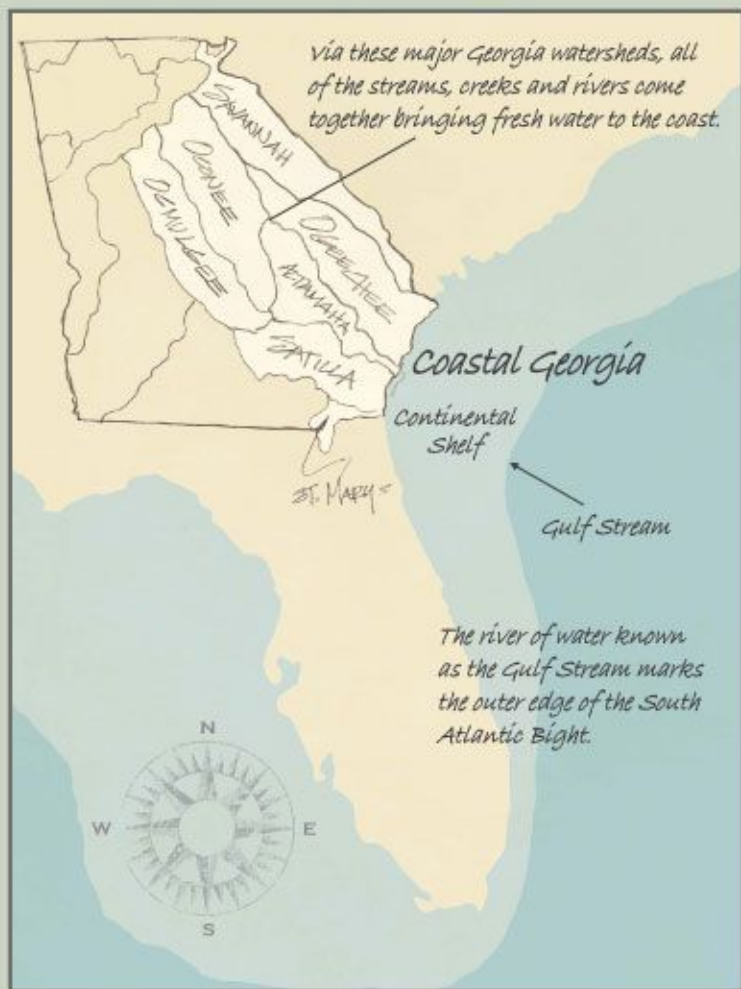 Via these major Georgia watersheds, all
of the streams, creeks and rivers come
together bringing fresh water to the coast.
SAVANNAH
OCONEE
OCMULGEE
OGEECHEE
ALTAMAHA
SATILLA
Coastal Georgia
Continental
Shelf
ST. MARYS
Gulf Stream
The river of water known
as the Gulf Stream marks
the outer edge of the South
Atlantic Bight.
N
W
E
S